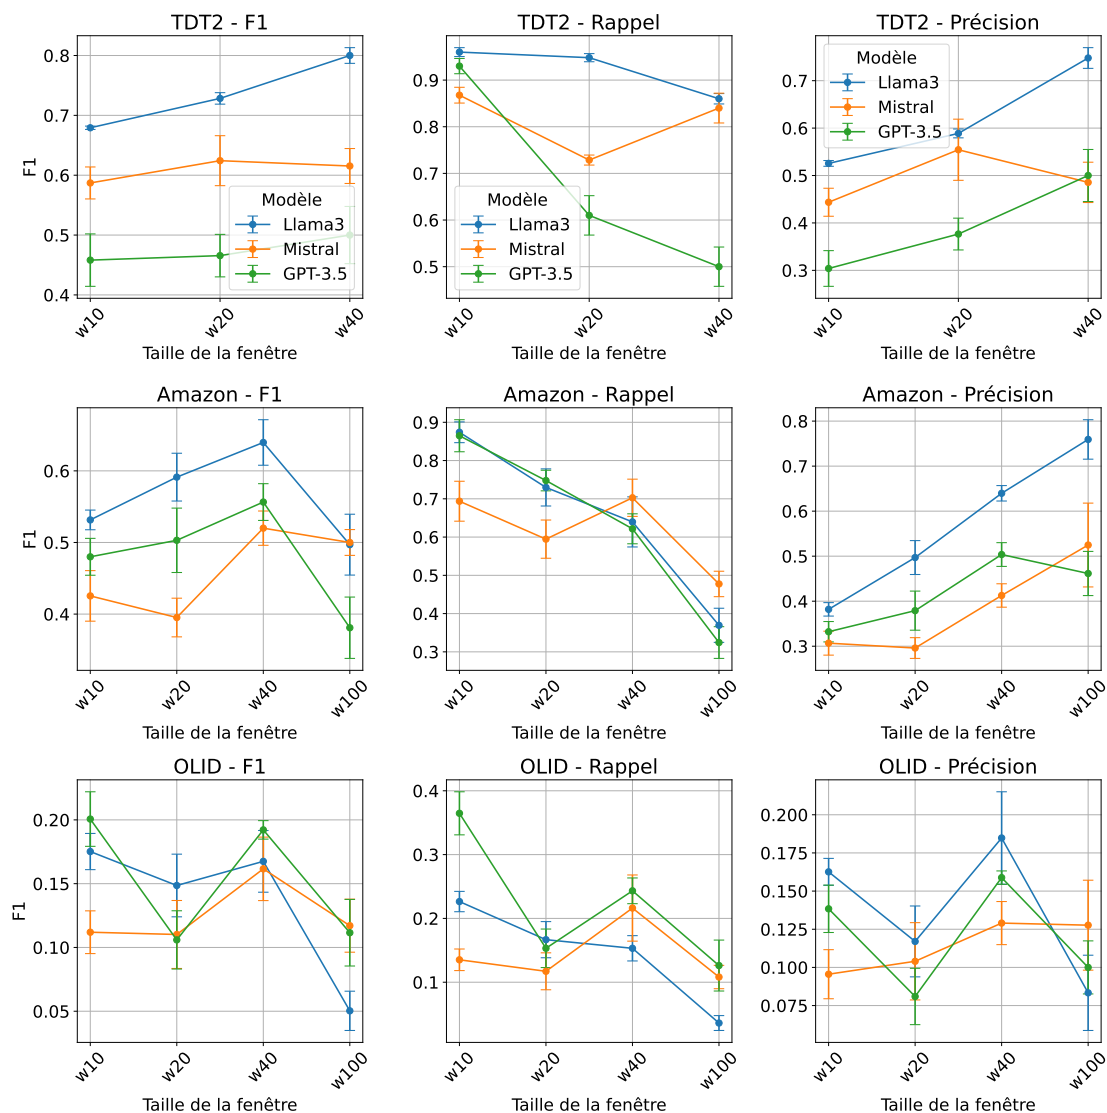 TDT2 - F1
F1
0.8
0.7
0.6
0.5
0.4
Modèle
Llama3
Mistral
GPT-3.5
w10
w20
w40
Taille de la fenêtre
TDT2 - Rappel
0.9
0.8
0.7
0.6
0.5
Modèle
Llama3
Mistral
GPT-3.5
w10
w20
w40
Taille de la fenêtre
TDT2 - Précision
0.7
0.6
0.5
0.4
0.3
Modèle
Llama3
Mistral
GPT-3.5
w10
w20
w40
Taille de la fenêtre
Amazon - F1
F1
0.6
0.5
0.4
w10
w20
w40
w100
Taille de la fenêtre
Amazon - Rappel
0.9
0.8
0.7
0.6
0.5
0.4
0.3
w10
w20
w40
w100
Taille de la fenêtre
Amazon - Précision
0.8
0.7
0.6
0.5
0.4
0.3
w10
w20
w40
w100
Taille de la fenêtre
OLID - F1
F1
0.20
0.15
0.10
0.05
w10
w20
w40
w100
Taille de la fenêtre
OLID - Rappel
0.4
0.3
0.2
0.1
w10
w20
w40
w100
Taille de la fenêtre
OLID - Précision
0.200
0.175
0.150
0.125
0.100
0.075
w10
w20
w40
w100
Taille de la fenêtre